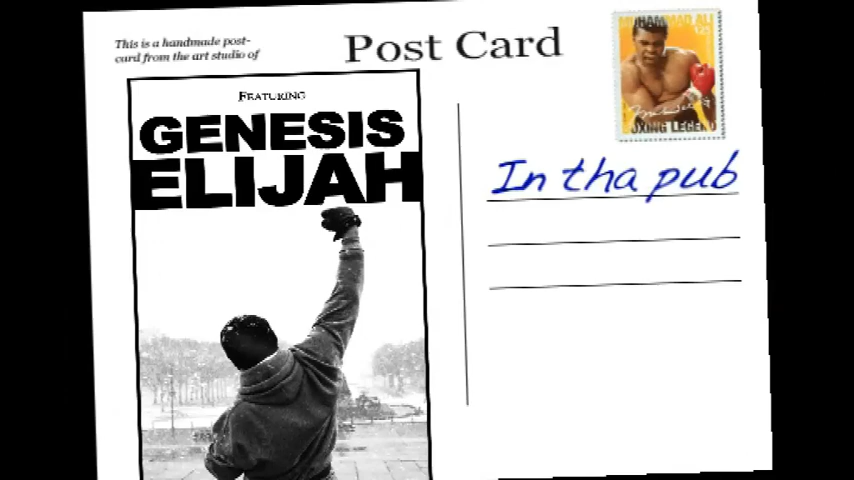 This is a handmade post-
card from the art studio of
Post Card
FEATURING
GENESIS
ELIJAH
MUHAMMAD ALI
BOXING LEGEND
In tha pub